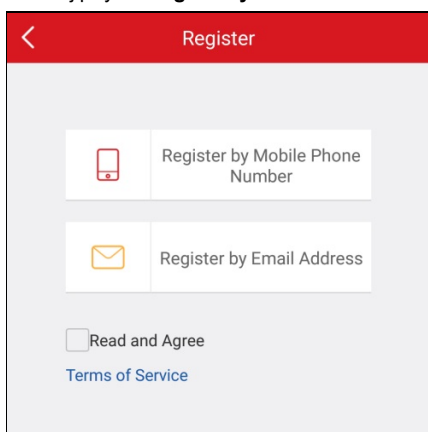 Register
Register by Mobile Phone
Number
Register by Email Address
Read and Agree
Terms of Service